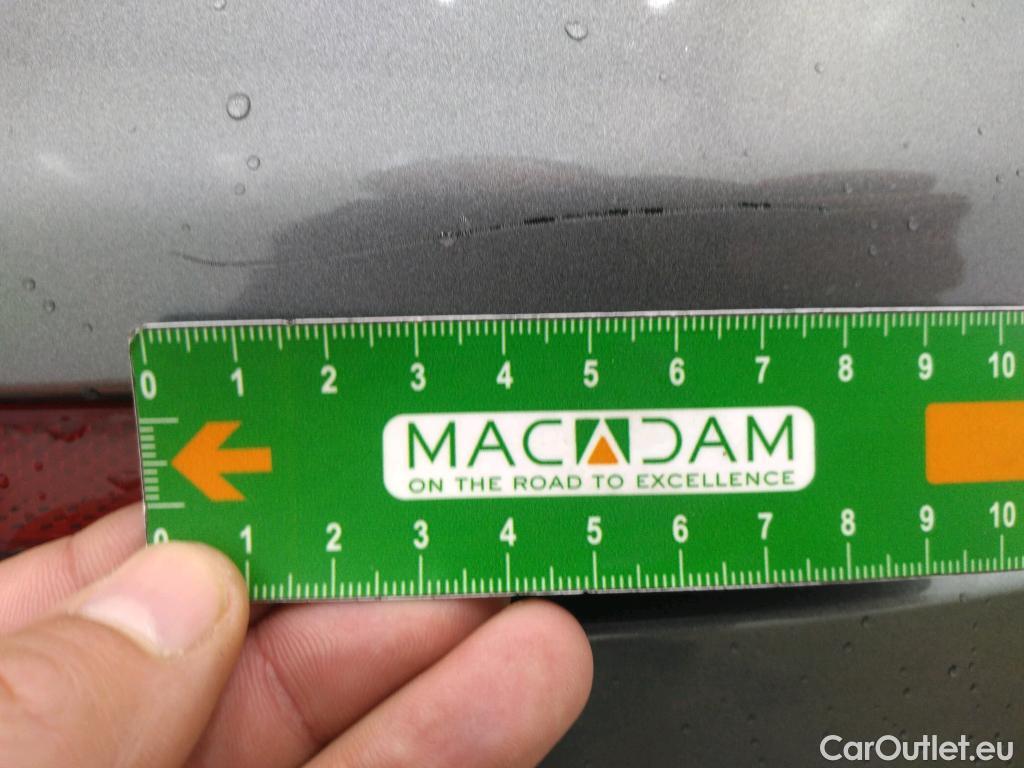 0 1 2 3 4 5 6 7 8 9 10
MACADAM
ON THE ROAD TO EXCELLENCE
0 1 2 3 4 5 6 7 8 9 10
CarOutlet.eu